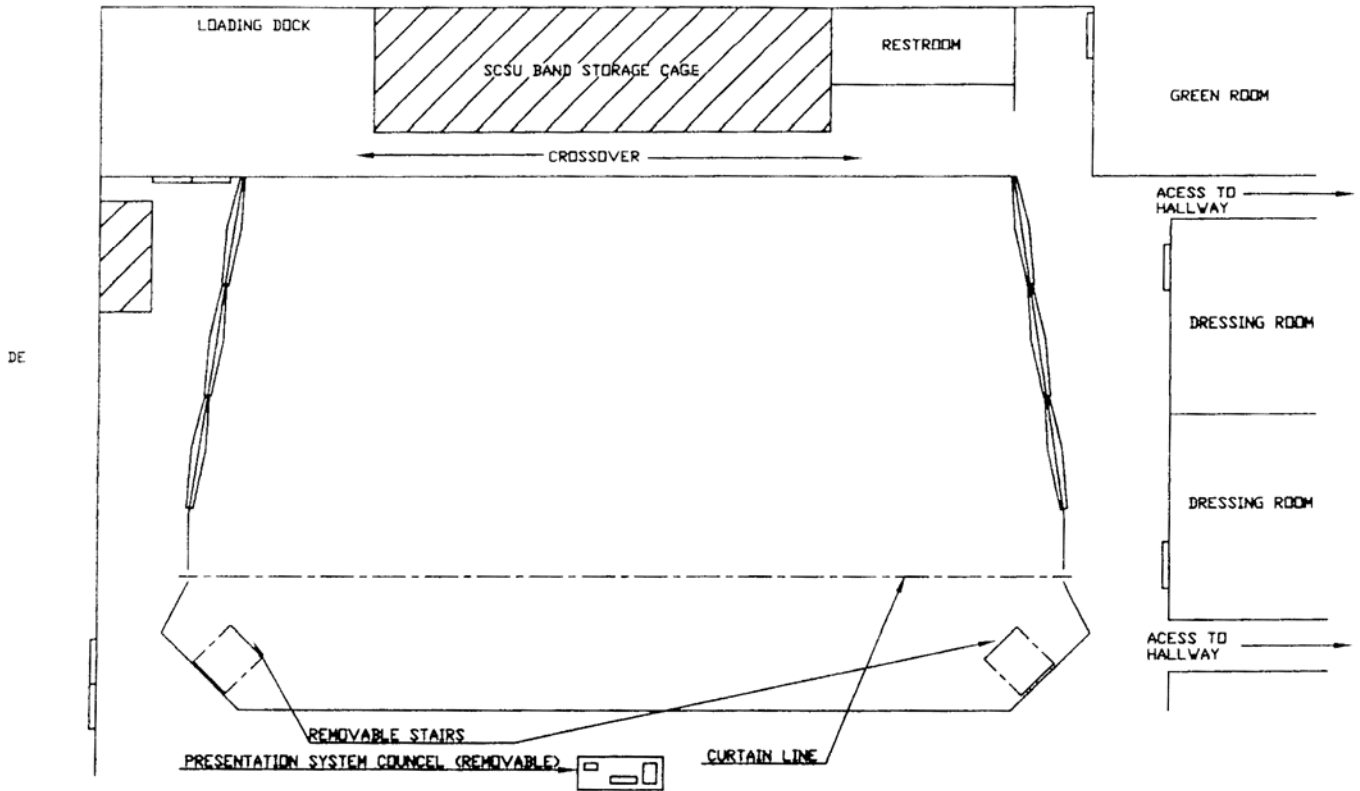 LOADING DOCK
RESTROOM
SCSU BAND STORAGE CAGE
GREEN ROOM
CROSSOVER
ACESS TO
HALLWAY
DRESSING ROOM
DE
DRESSING ROOM
ACESS TO
HALLWAY
REMOVABLE STAIRS
PRESENTATION SYSTEM COUNCEL (REMOVABLE)
CURTAIN LINE